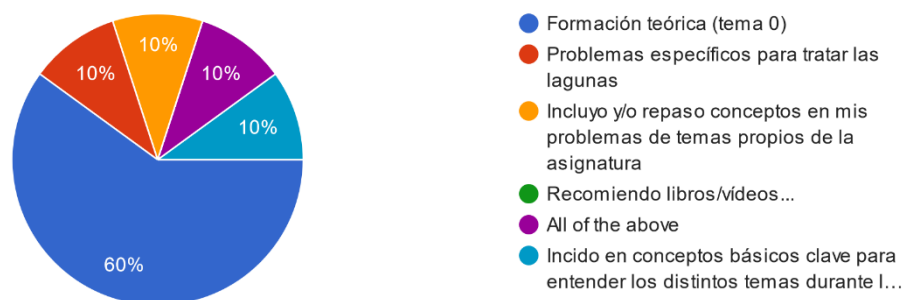 10%
10%
10%
10%
60%
Formación teórica (tema 0)
Problemas específicos para tratar las
lagunas
Incluyo y/o repaso conceptos en mis
problemas de temas propios de la
asignatura
Recomiendo libros/vídeos...
All of the above
Incido en conceptos básicos clave para
entender los distintos temas durante l…